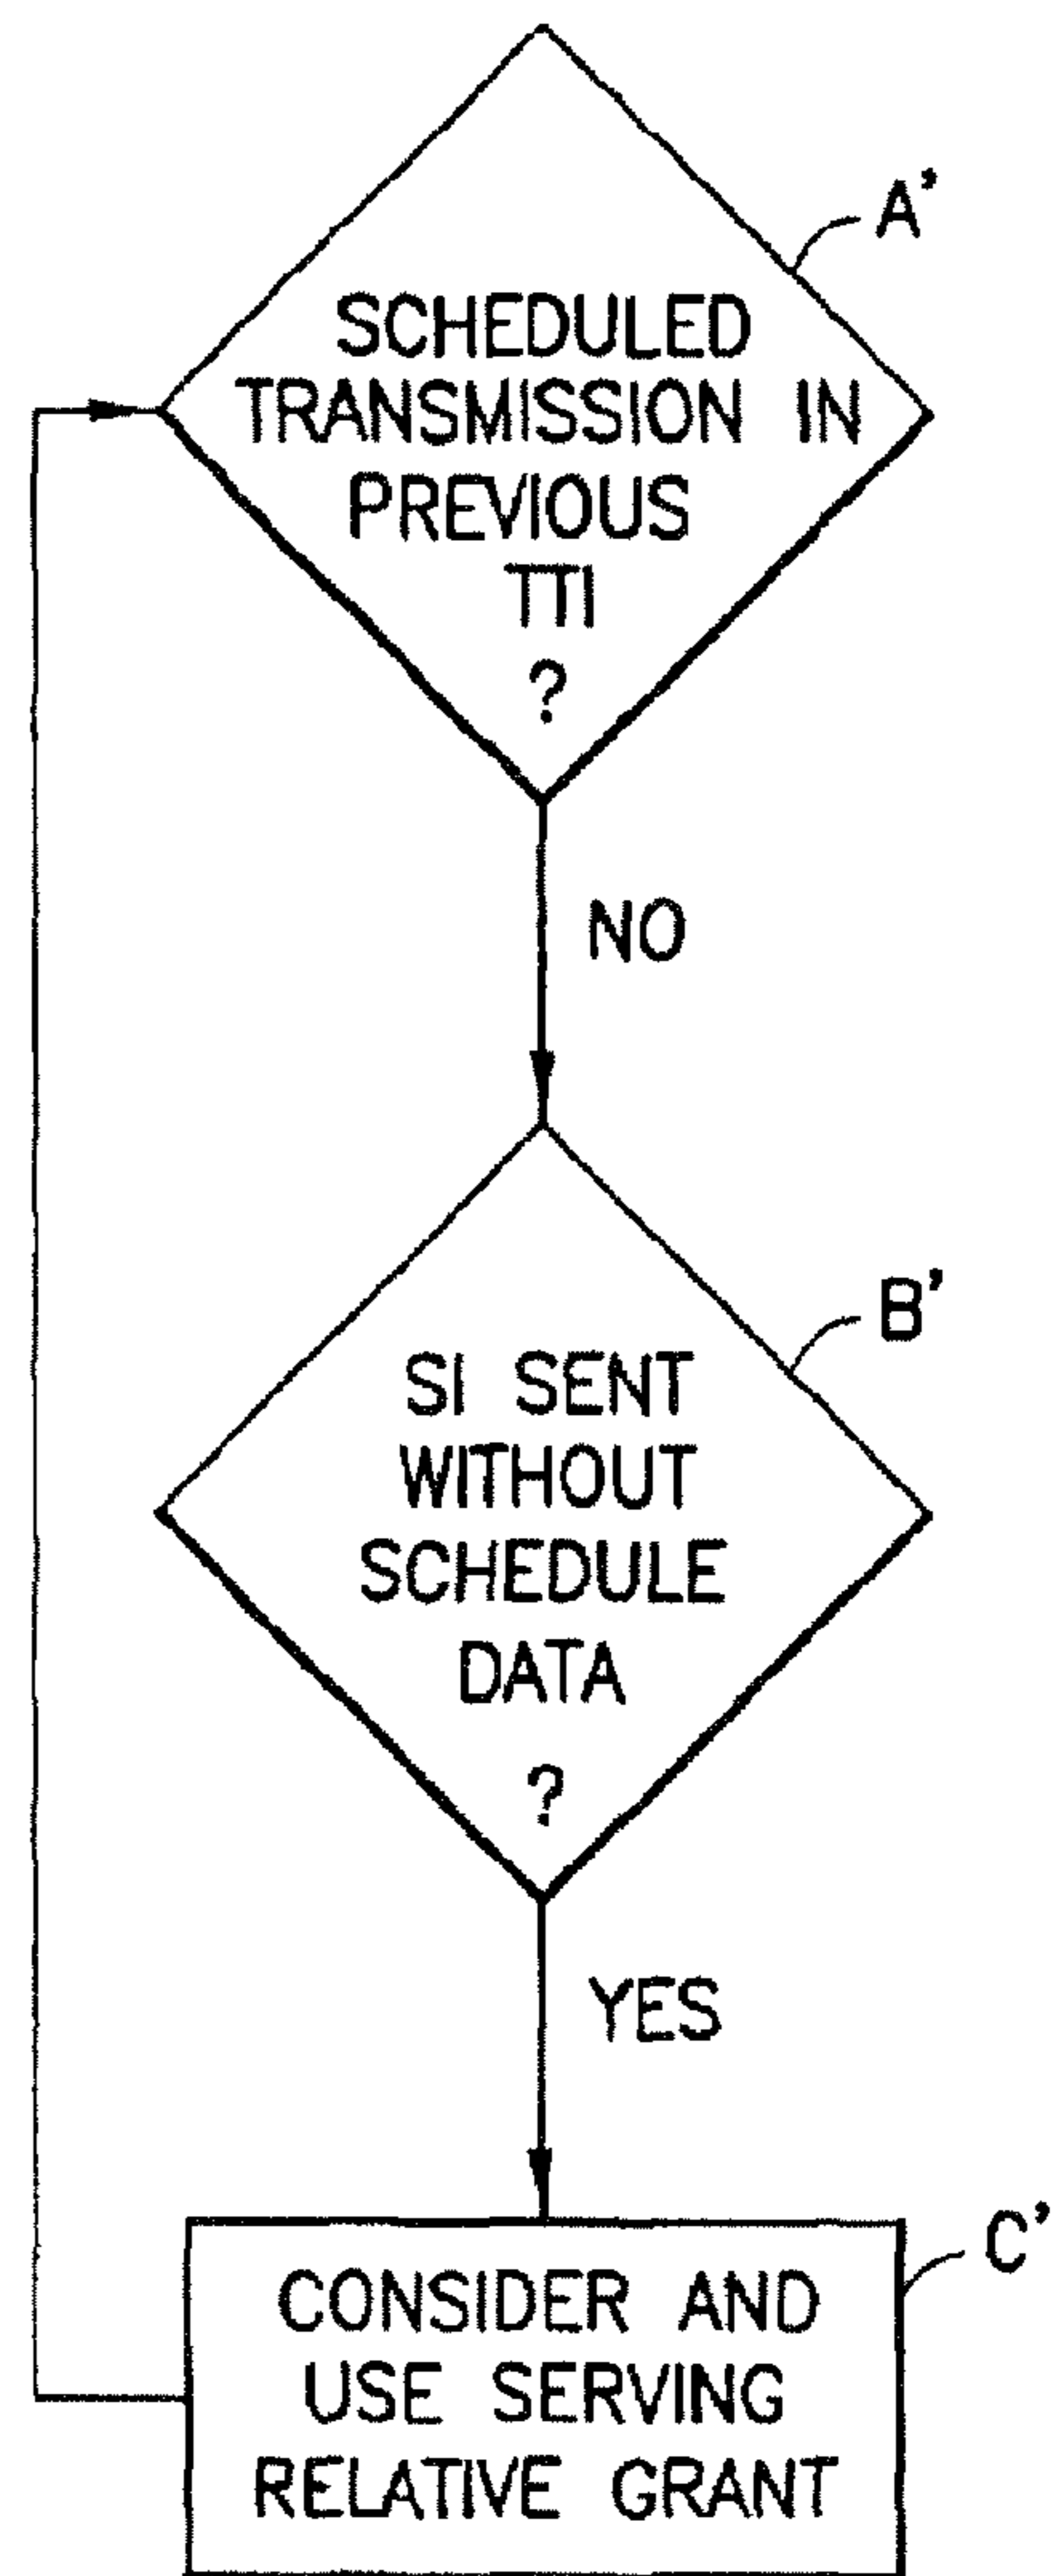 A'
SCHEDULED
TRANSMISSION IN
PREVIOUS
TTI
?
NO
B'
SI SENT
WITHOUT
SCHEDULE
DATA
?
YES
C'
CONSIDER AND
USE SERVING
RELATIVE GRANT